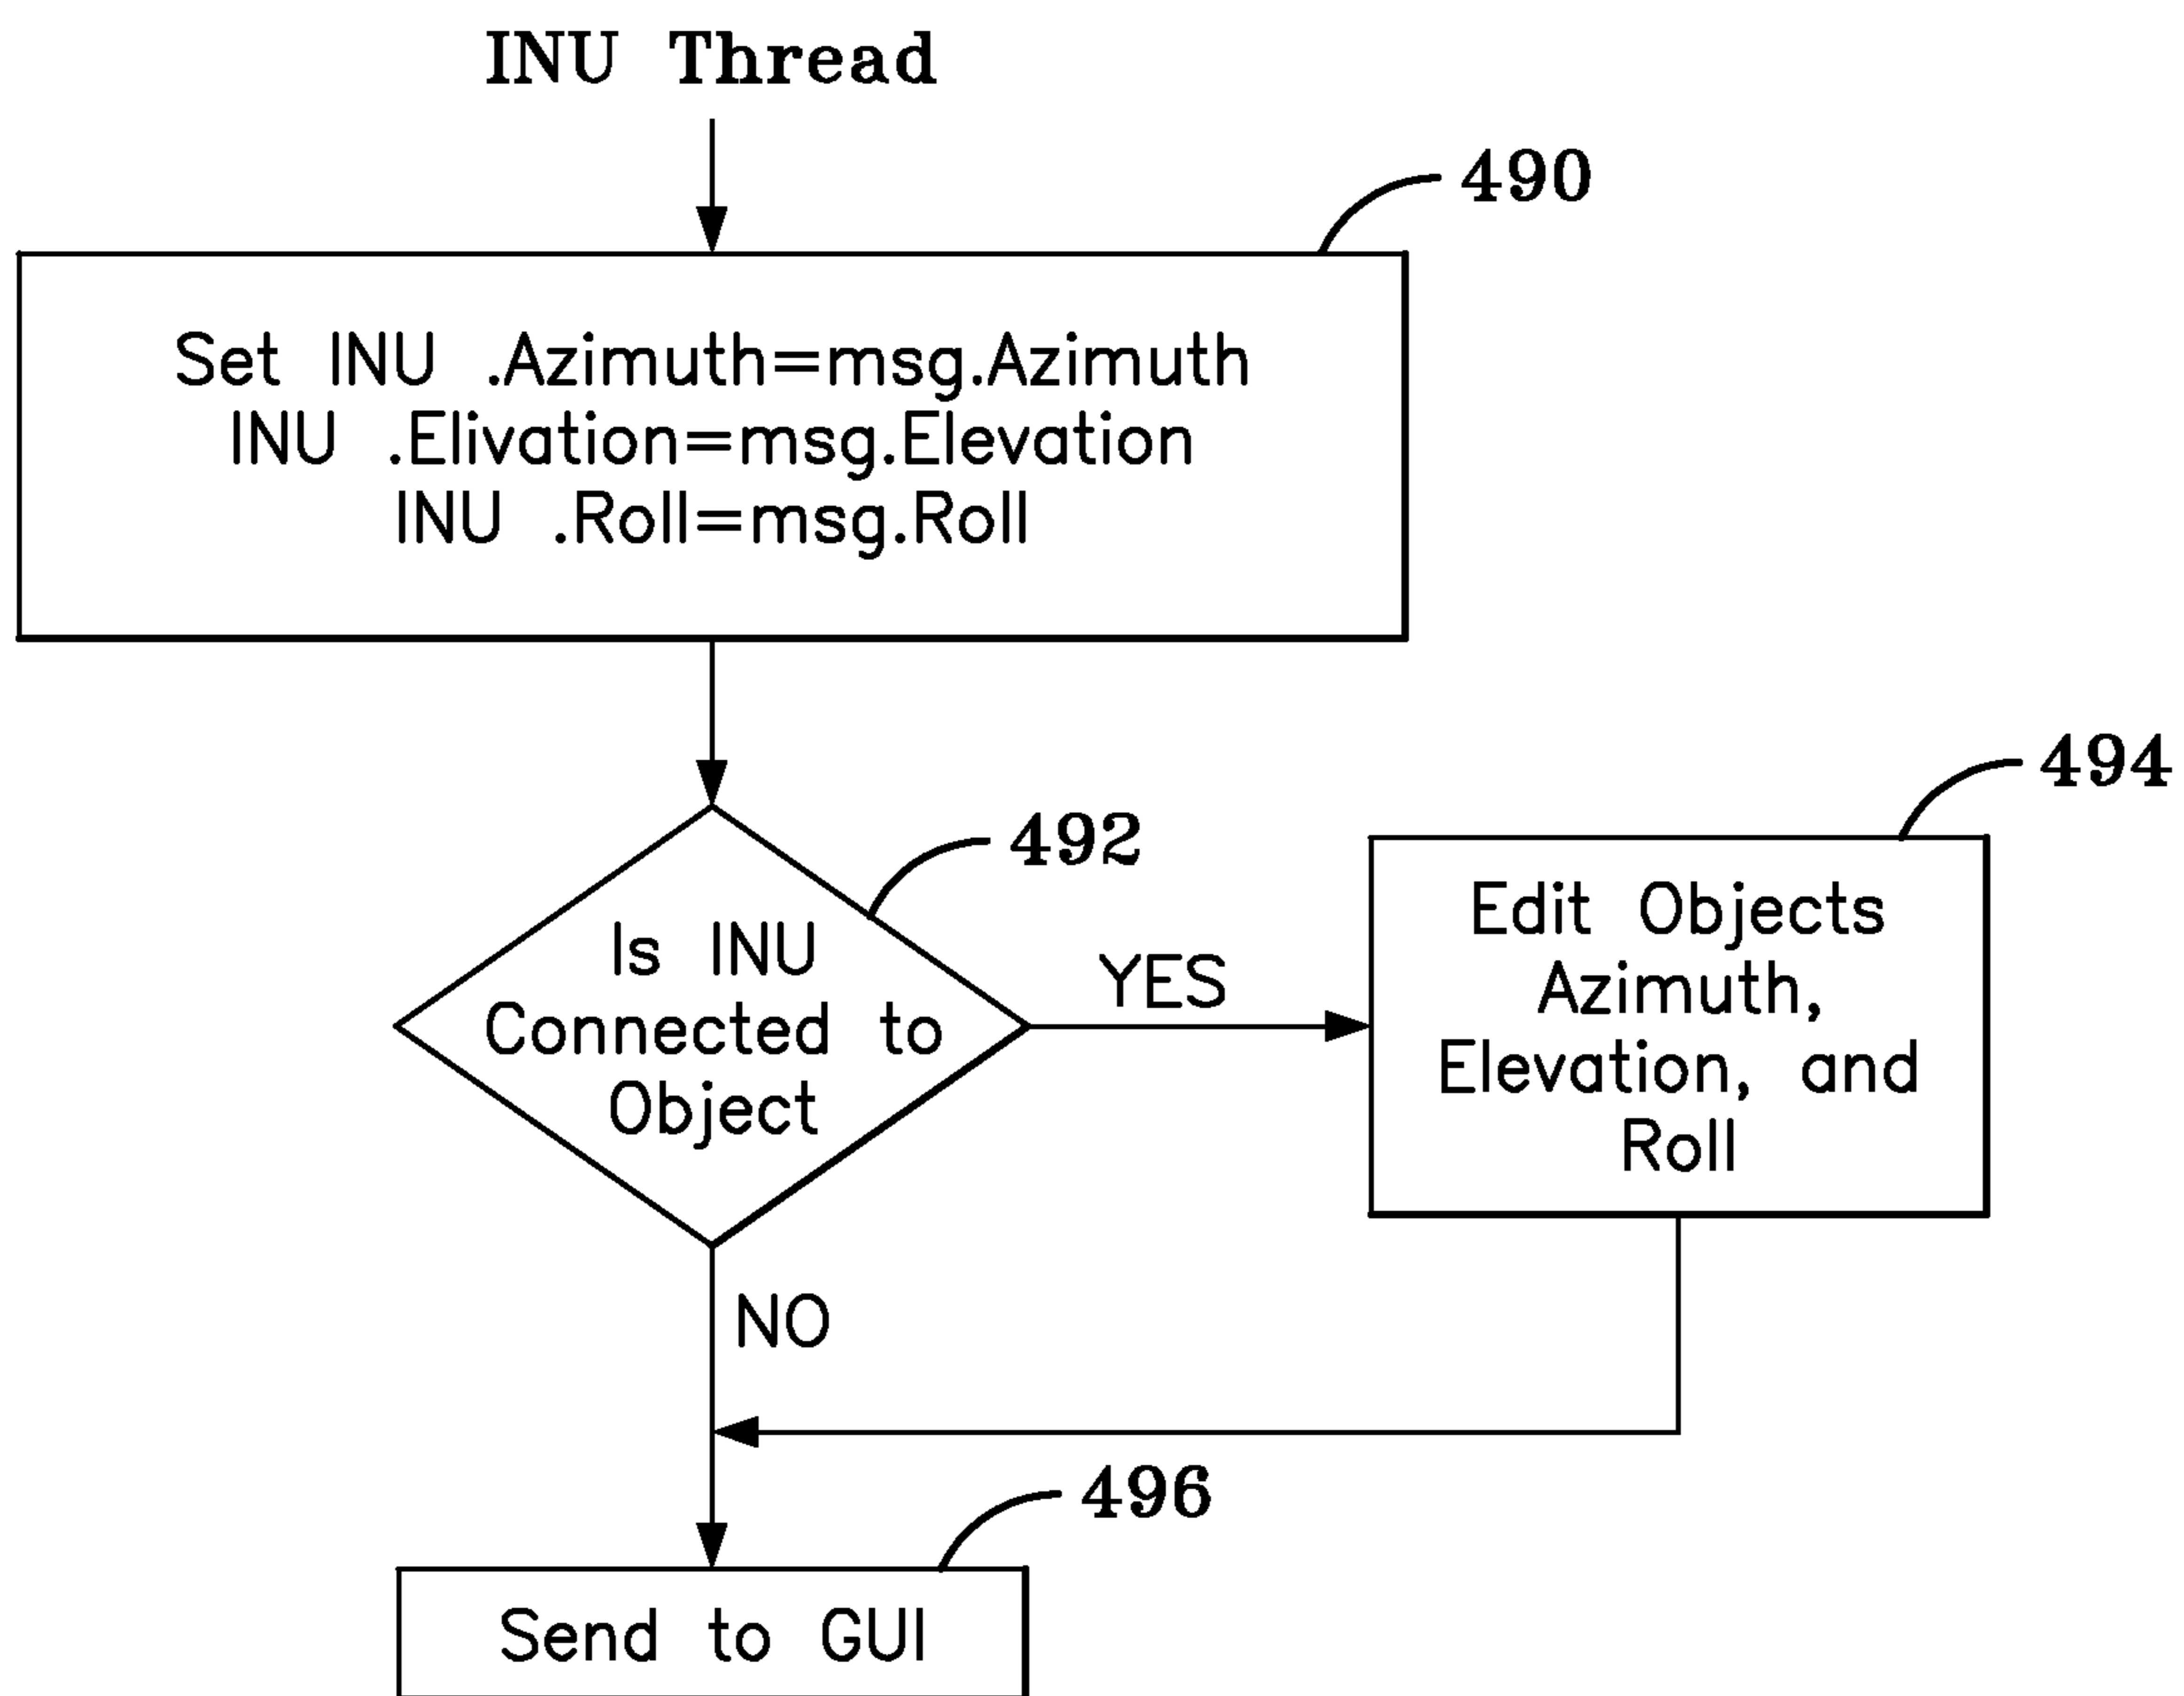 INU Thread
490
Set INU .Azimuth=msg.Azimuth
INU .Elivation=msg.Elevation
INU .Roll=msg.Roll
492
Is INU
Connected to
Object
YES
494
Edit Objects
Azimuth,
Elevation, and
Roll
NO
496
Send to GUI